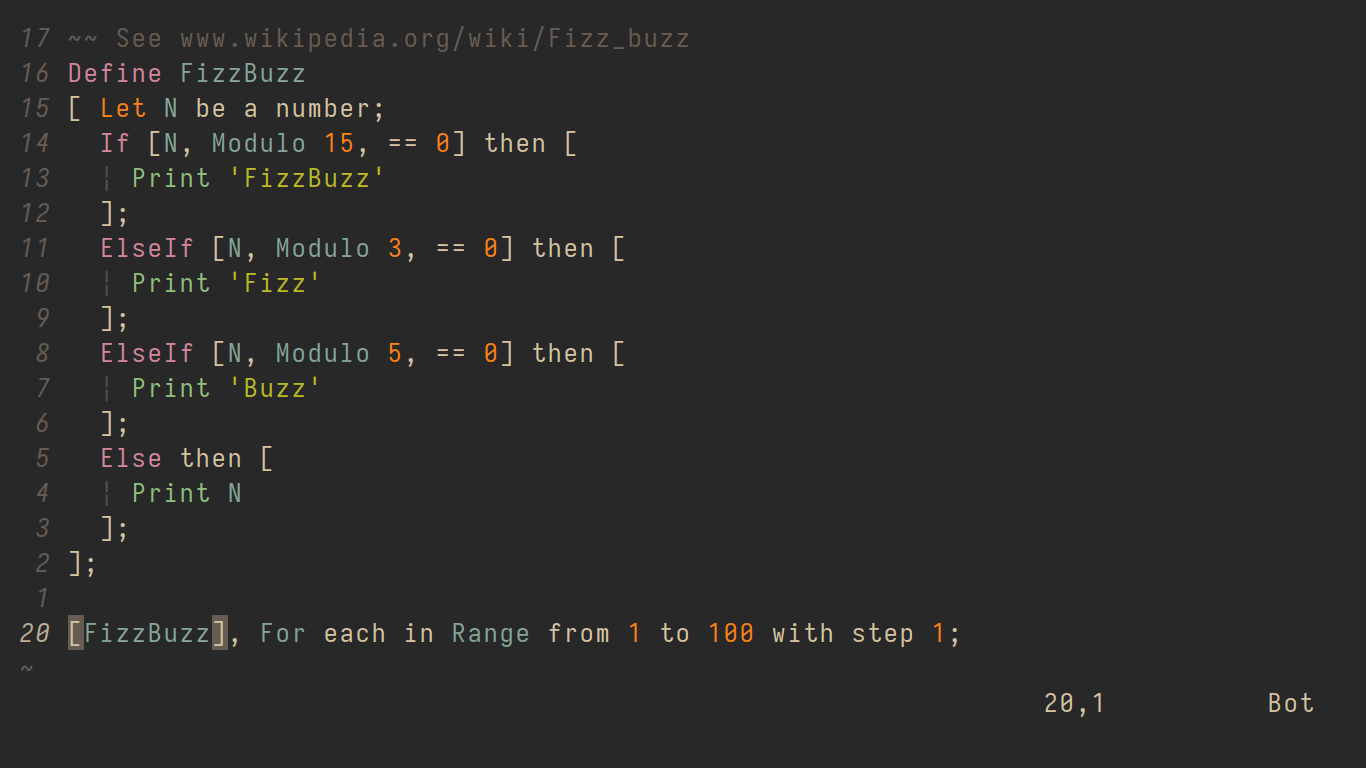 17 ~~ See www.wikipedia.org/wiki/Fizz_buzz
16 Define FizzBuzz
15 [ Let N be a number;
14   If [N, Modulo 15, == 0] then [
13   ¦ Print 'FizzBuzz'
12   ];
11   ElseIf [N, Modulo 3, == 0] then [
10   ¦ Print 'Fizz'
 9   ];
 8   ElseIf [N, Modulo 5, == 0] then [
 7   ¦ Print 'Buzz'
 6   ];
 5   Else then [
 4   ¦ Print N
 3   ];
 2 ];
 1
20 [FizzBuzz], For each in Range from 1 to 100 with step 1;
~
20,1 Bot